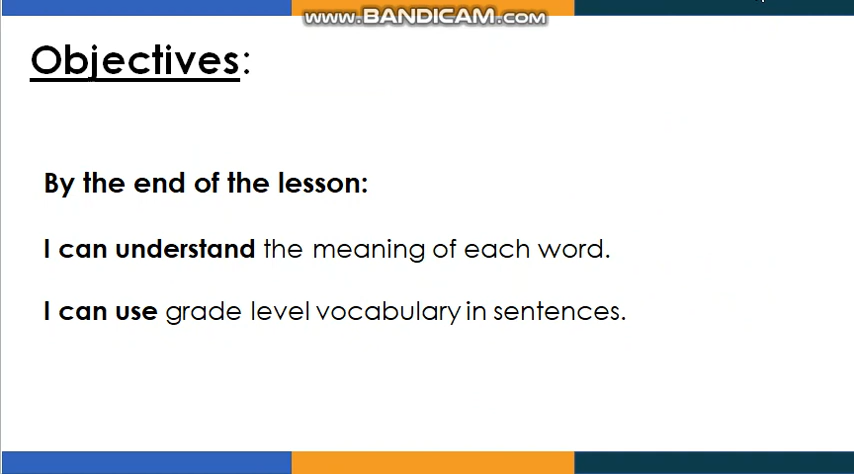 www.BANDICAM.com
Objectives:
By the end of the lesson:
I can understand the meaning of each word.
I can use grade level vocabulary in sentences.